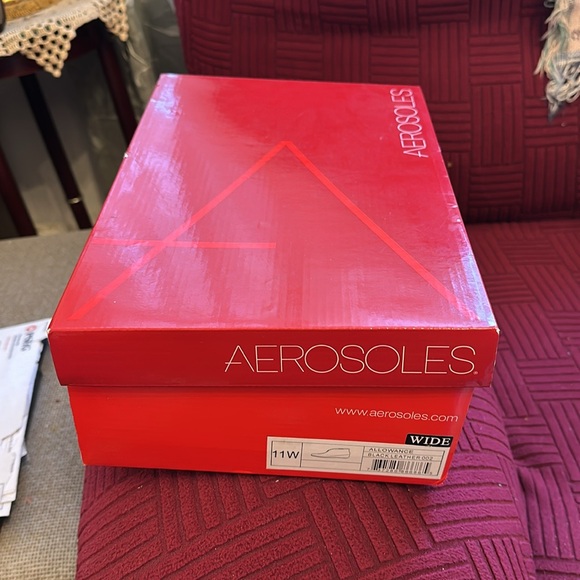 AEROSOLES
AEROSOLES
www.aerosoles.com
WIDE
11W
ALLOWANCE
BLACK LEATHER 002